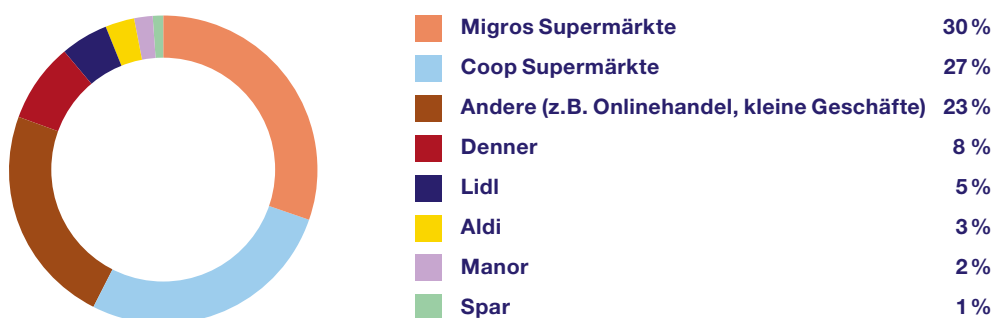 Migros Supermärkte 30 %
Coop Supermärkte 27 %
Andere (z.B. Onlinehandel, kleine Geschäfte) 23 %
Denner 8 %
Lidl 5 %
Aldi 3 %
Manor 2 %
Spar 1 %